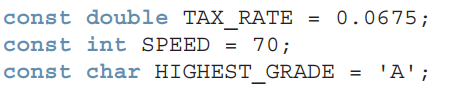 const double TAX_RATE = 0.0675;
const int SPEED = 70;
const char HIGHEST_GRADE = 'A';